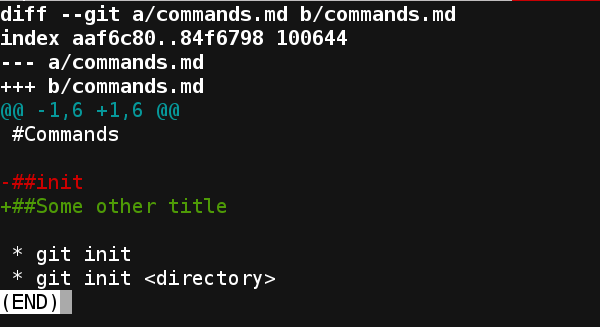 diff --git a/commands.md b/commands.md
index aaf6c80..84f6798 100644
--- a/commands.md
+++ b/commands.md
@@ -1,6 +1,6 @@
 #Commands

-##init
+##Some other title

 * git init
 * git init <directory>
(END)